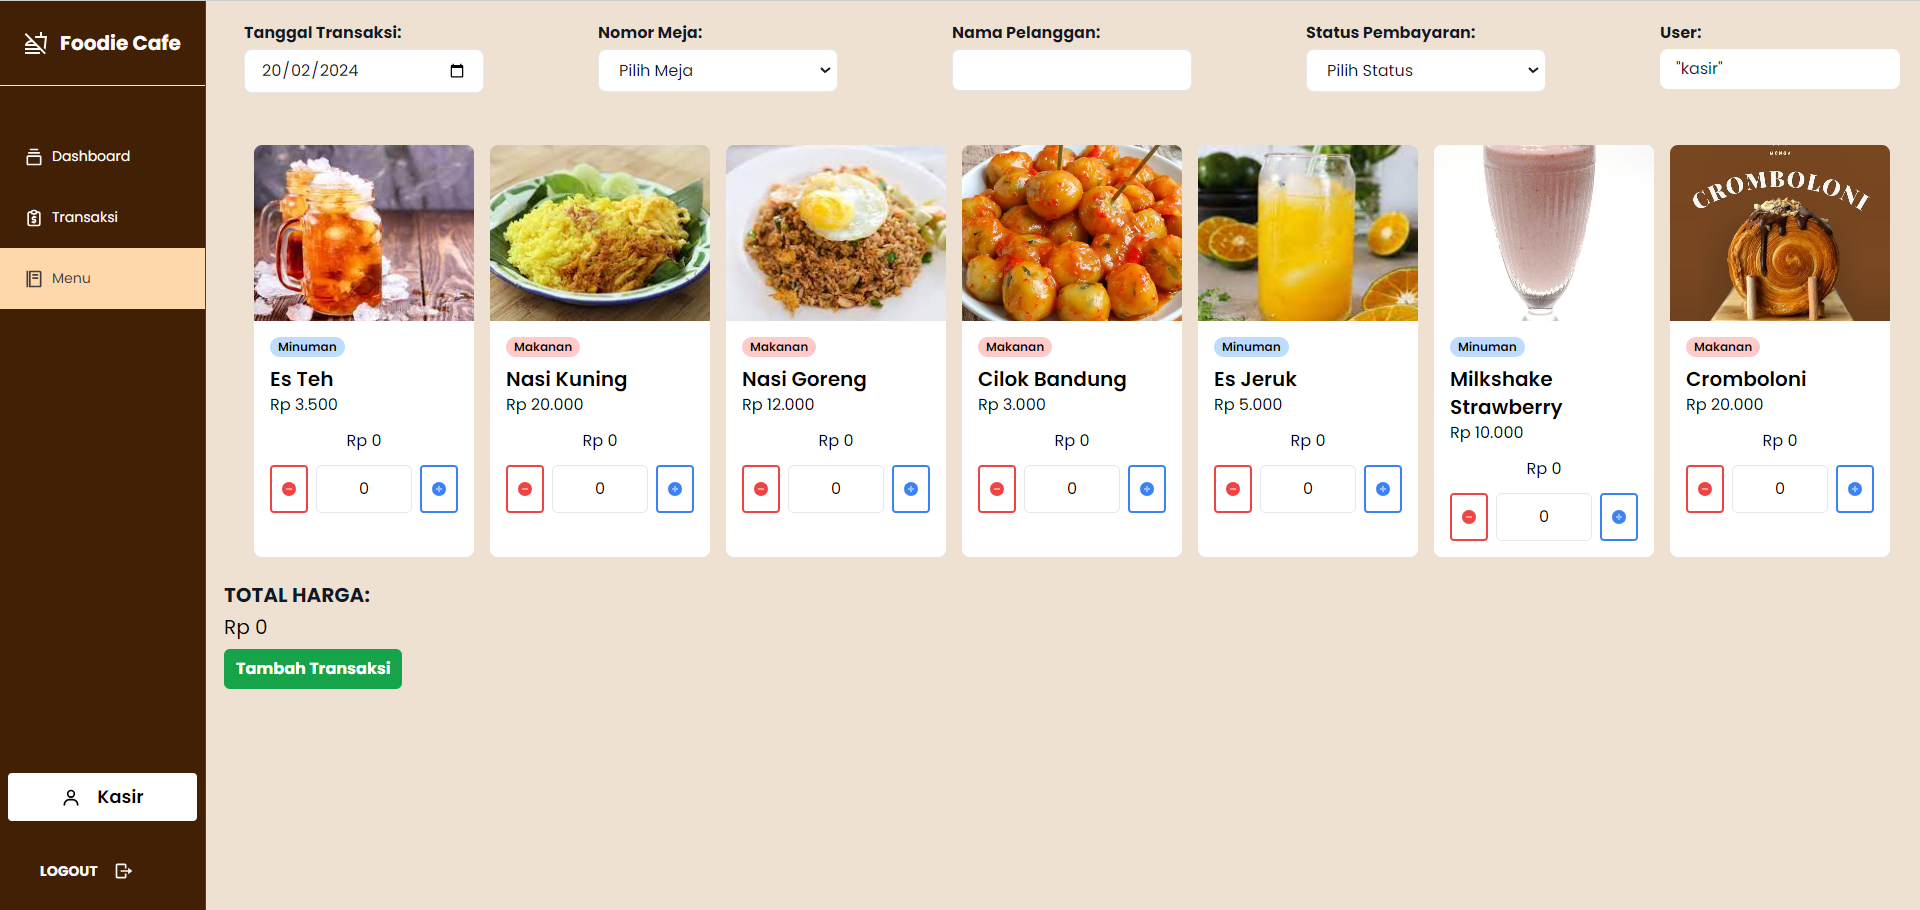 Foodie Cafe
Dashboard
Transaksi
Menu
Kasir
LOGOUT
Tanggal Transaksi:
20/02/2024
Nomor Meja:
Pilih Meja
Nama Pelanggan:
Status Pembayaran:
Pilih Status
User:
"kasir"
Minuman
Es Teh
Rp 3.500
Rp 0
0
Makanan
Nasi Kuning
Rp 20.000
Rp 0
0
Makanan
Nasi Goreng
Rp 12.000
Rp 0
0
Makanan
Cilok Bandung
Rp 3.000
Rp 0
0
Minuman
Es Jeruk
Rp 5.000
Rp 0
0
Minuman
Milkshake
Strawberry
Rp 10.000
Rp 0
0
CROMBOLONI
Makanan
Cromboloni
Rp 20.000
Rp 0
0
TOTAL HARGA:
Rp 0
Tambah Transaksi